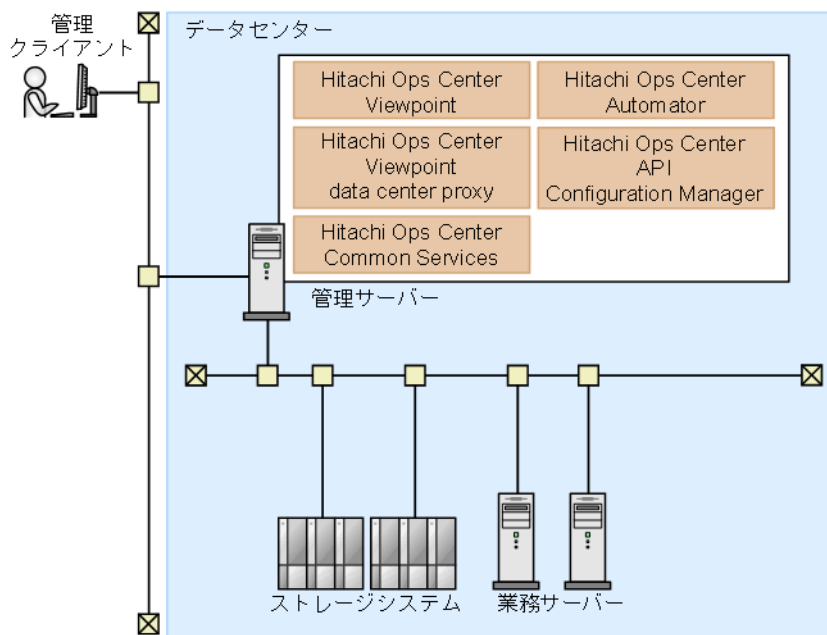 管理
クライアント
データセンター
Hitachi Ops Center
Viewpoint
Hitachi Ops Center
Automator
Hitachi Ops Center
Viewpoint
data center proxy
Hitachi Ops Center
API
Configuration Manager
Hitachi Ops Center
Common Services
管理サーバー
ストレージシステム
業務サーバー